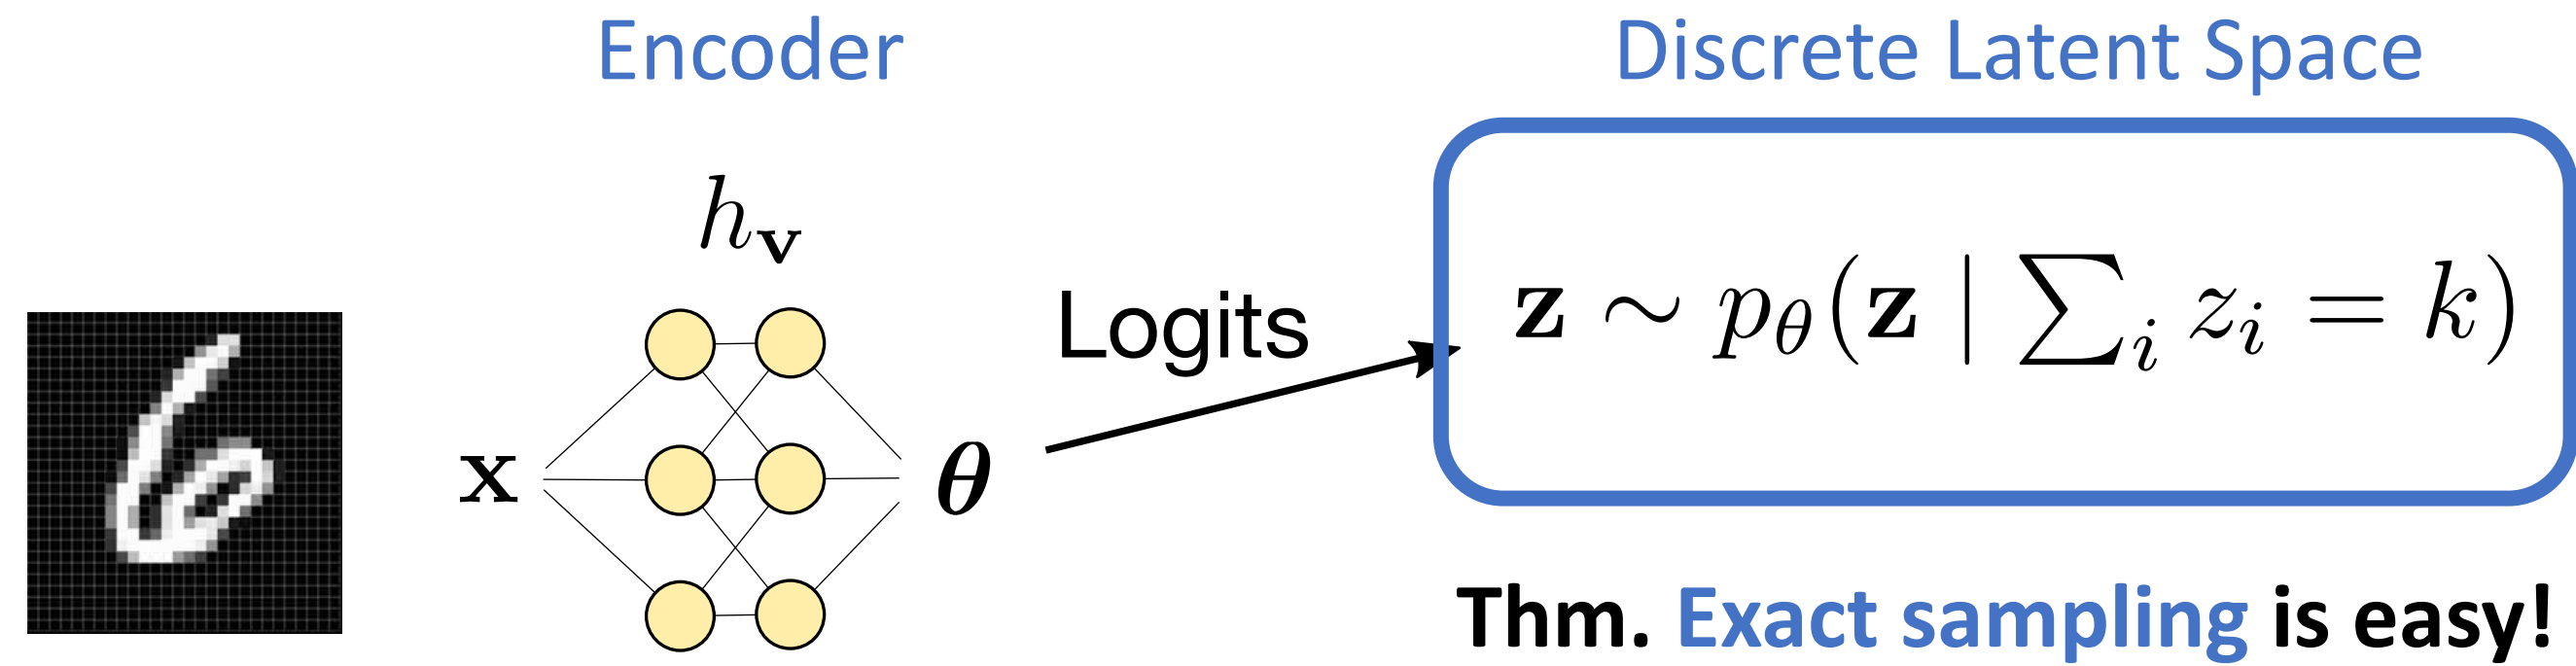 Encoder
Discrete Latent Space
h_𝐯
Logits
𝐳 ∼ p_θ(𝐳 | ∑_i z_i = k)
𝐱
𝜽
Thm. Exact sampling is easy!